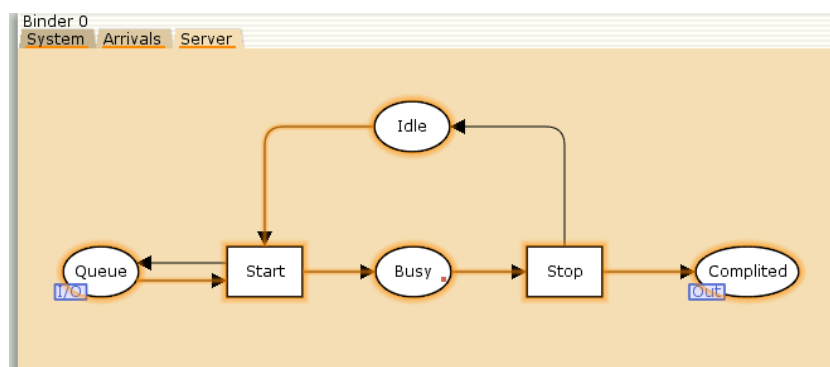 Binder 0
System Arrivals Server
Idle
Queue
Start
Busy
Stop
Complited
I/O
Out